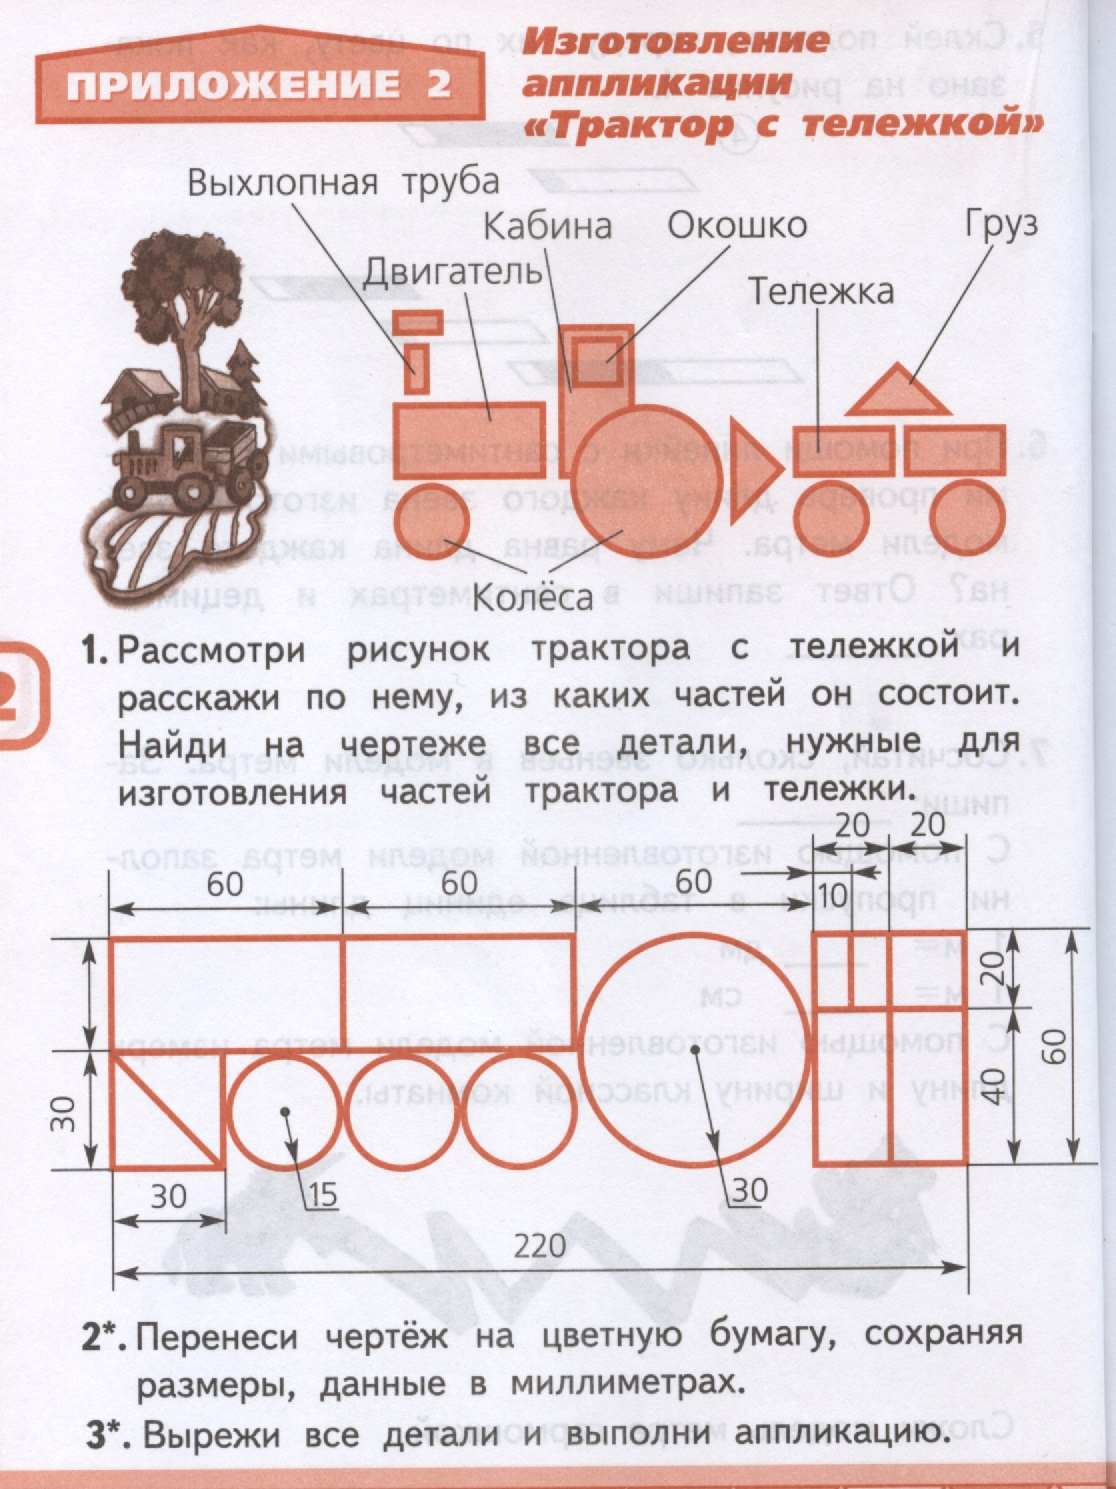 ПРИЛОЖЕНИЕ 2
Изготовление
аппликации
«Трактор с тележкой»
Выхлопная труба
Кабина
Окошко
Груз
Двигатель
Тележка
Колёса
1. Рассмотри рисунок трактора с тележкой и
расскажи по нему, из каких частей он состоит.
Найди на чертеже все детали, нужные для
изготовления частей трактора и тележки.
20 20
60 60 60 10
20
60
40
30
30
15
30
220
2*. Перенеси чертёж на цветную бумагу, сохраняя
размеры, данные в миллиметрах.
3*. Вырежи все детали и выполни аппликацию.